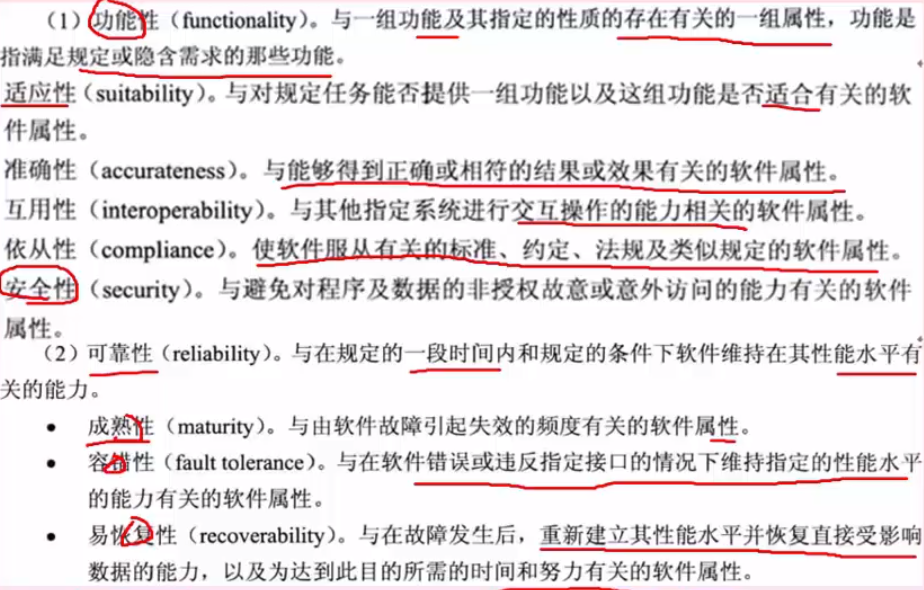 （1）功能性（functionality）。与一组功能及其指定的性质的存在有关的一组属性，功能是
指满足规定或隐含需求的那些功能。
适应性（suitability）。与对规定任务能否提供一组功能以及这组功能是否适合有关的软
件属性。
准确性（accurateness）。与能够得到正确或相符的结果或效果有关的软件属性。
互用性（interoperability）。与其他指定系统进行交互操作的能力相关的软件属性。
依从性（compliance）。使软件服从有关的标准、约定、法规及类似规定的软件属性。
安全性（security）。与避免对程序及数据的非授权故意或意外访问的能力有关的软件
属性。
（2）可靠性（reliability）。与在规定的一段时间内和规定的条件下软件维持在其性能水平有
关的能力。
• 成熟性（maturity）。与由软件故障引起失效的频度有关的软件属性。
• 容错性（fault tolerance）。与在软件错误或违反指定接口的情况下维持指定的性能水平
的能力有关的软件属性。
• 易恢复性（recoverability）。与在故障发生后，重新建立其性能水平并恢复直接受影响
数据的能力，以及为达到此目的所需的时间和努力有关的软件属性。